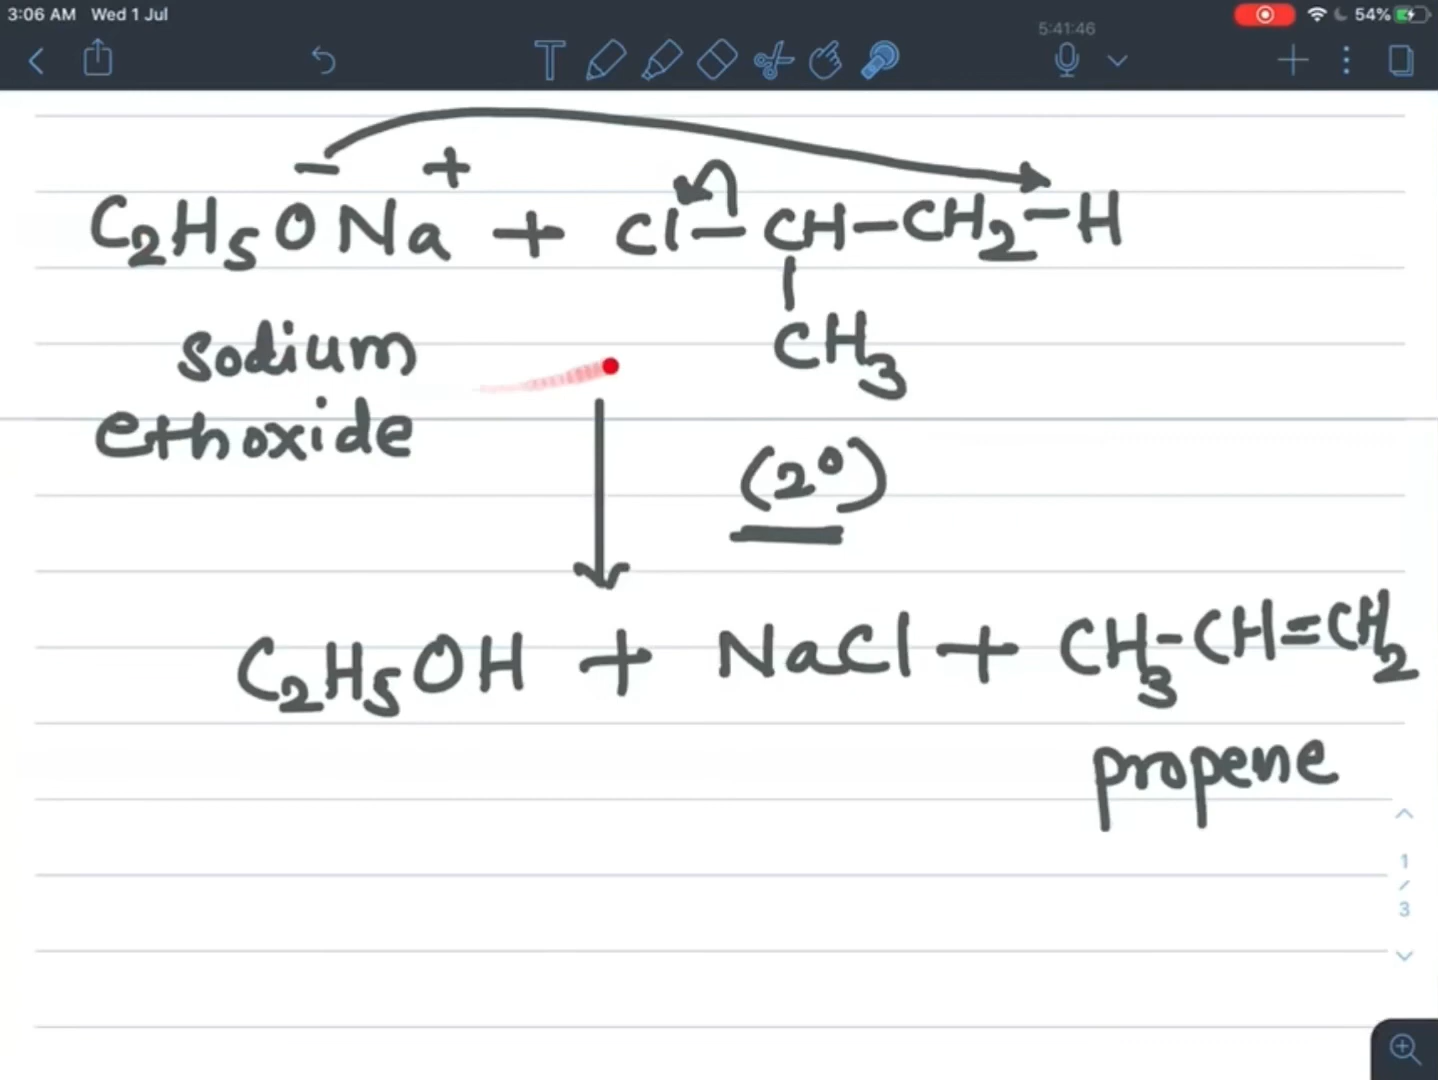 3:06 AM Wed 1 Jul
54%
5:41:46
T
− +
C₂H₅ONa + Cl−CH−CH₂−H
|
CH₃
sodium
ethoxide
(2°)
C₂H₅OH + NaCl + CH₃-CH=CH₂
propene
1
/
3